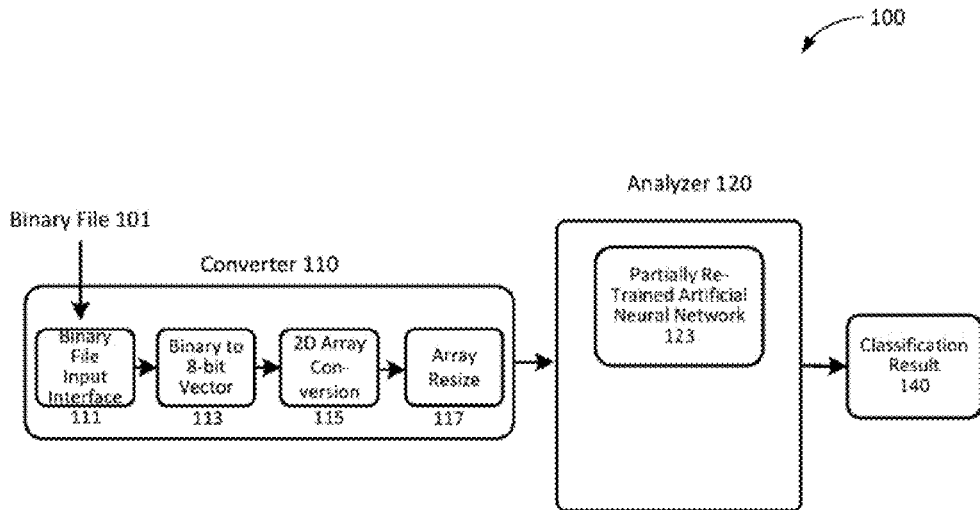 100
Analyzer 120
Binary File 101
Converter 110
Partially Re-
Trained Artificial
Neural Network
123
Binary
File
Input
Interface
111
Binary to
8-bit
Vector
113
2D Array
Con-
version
115
Array
Resize
117
Classification
Result
140